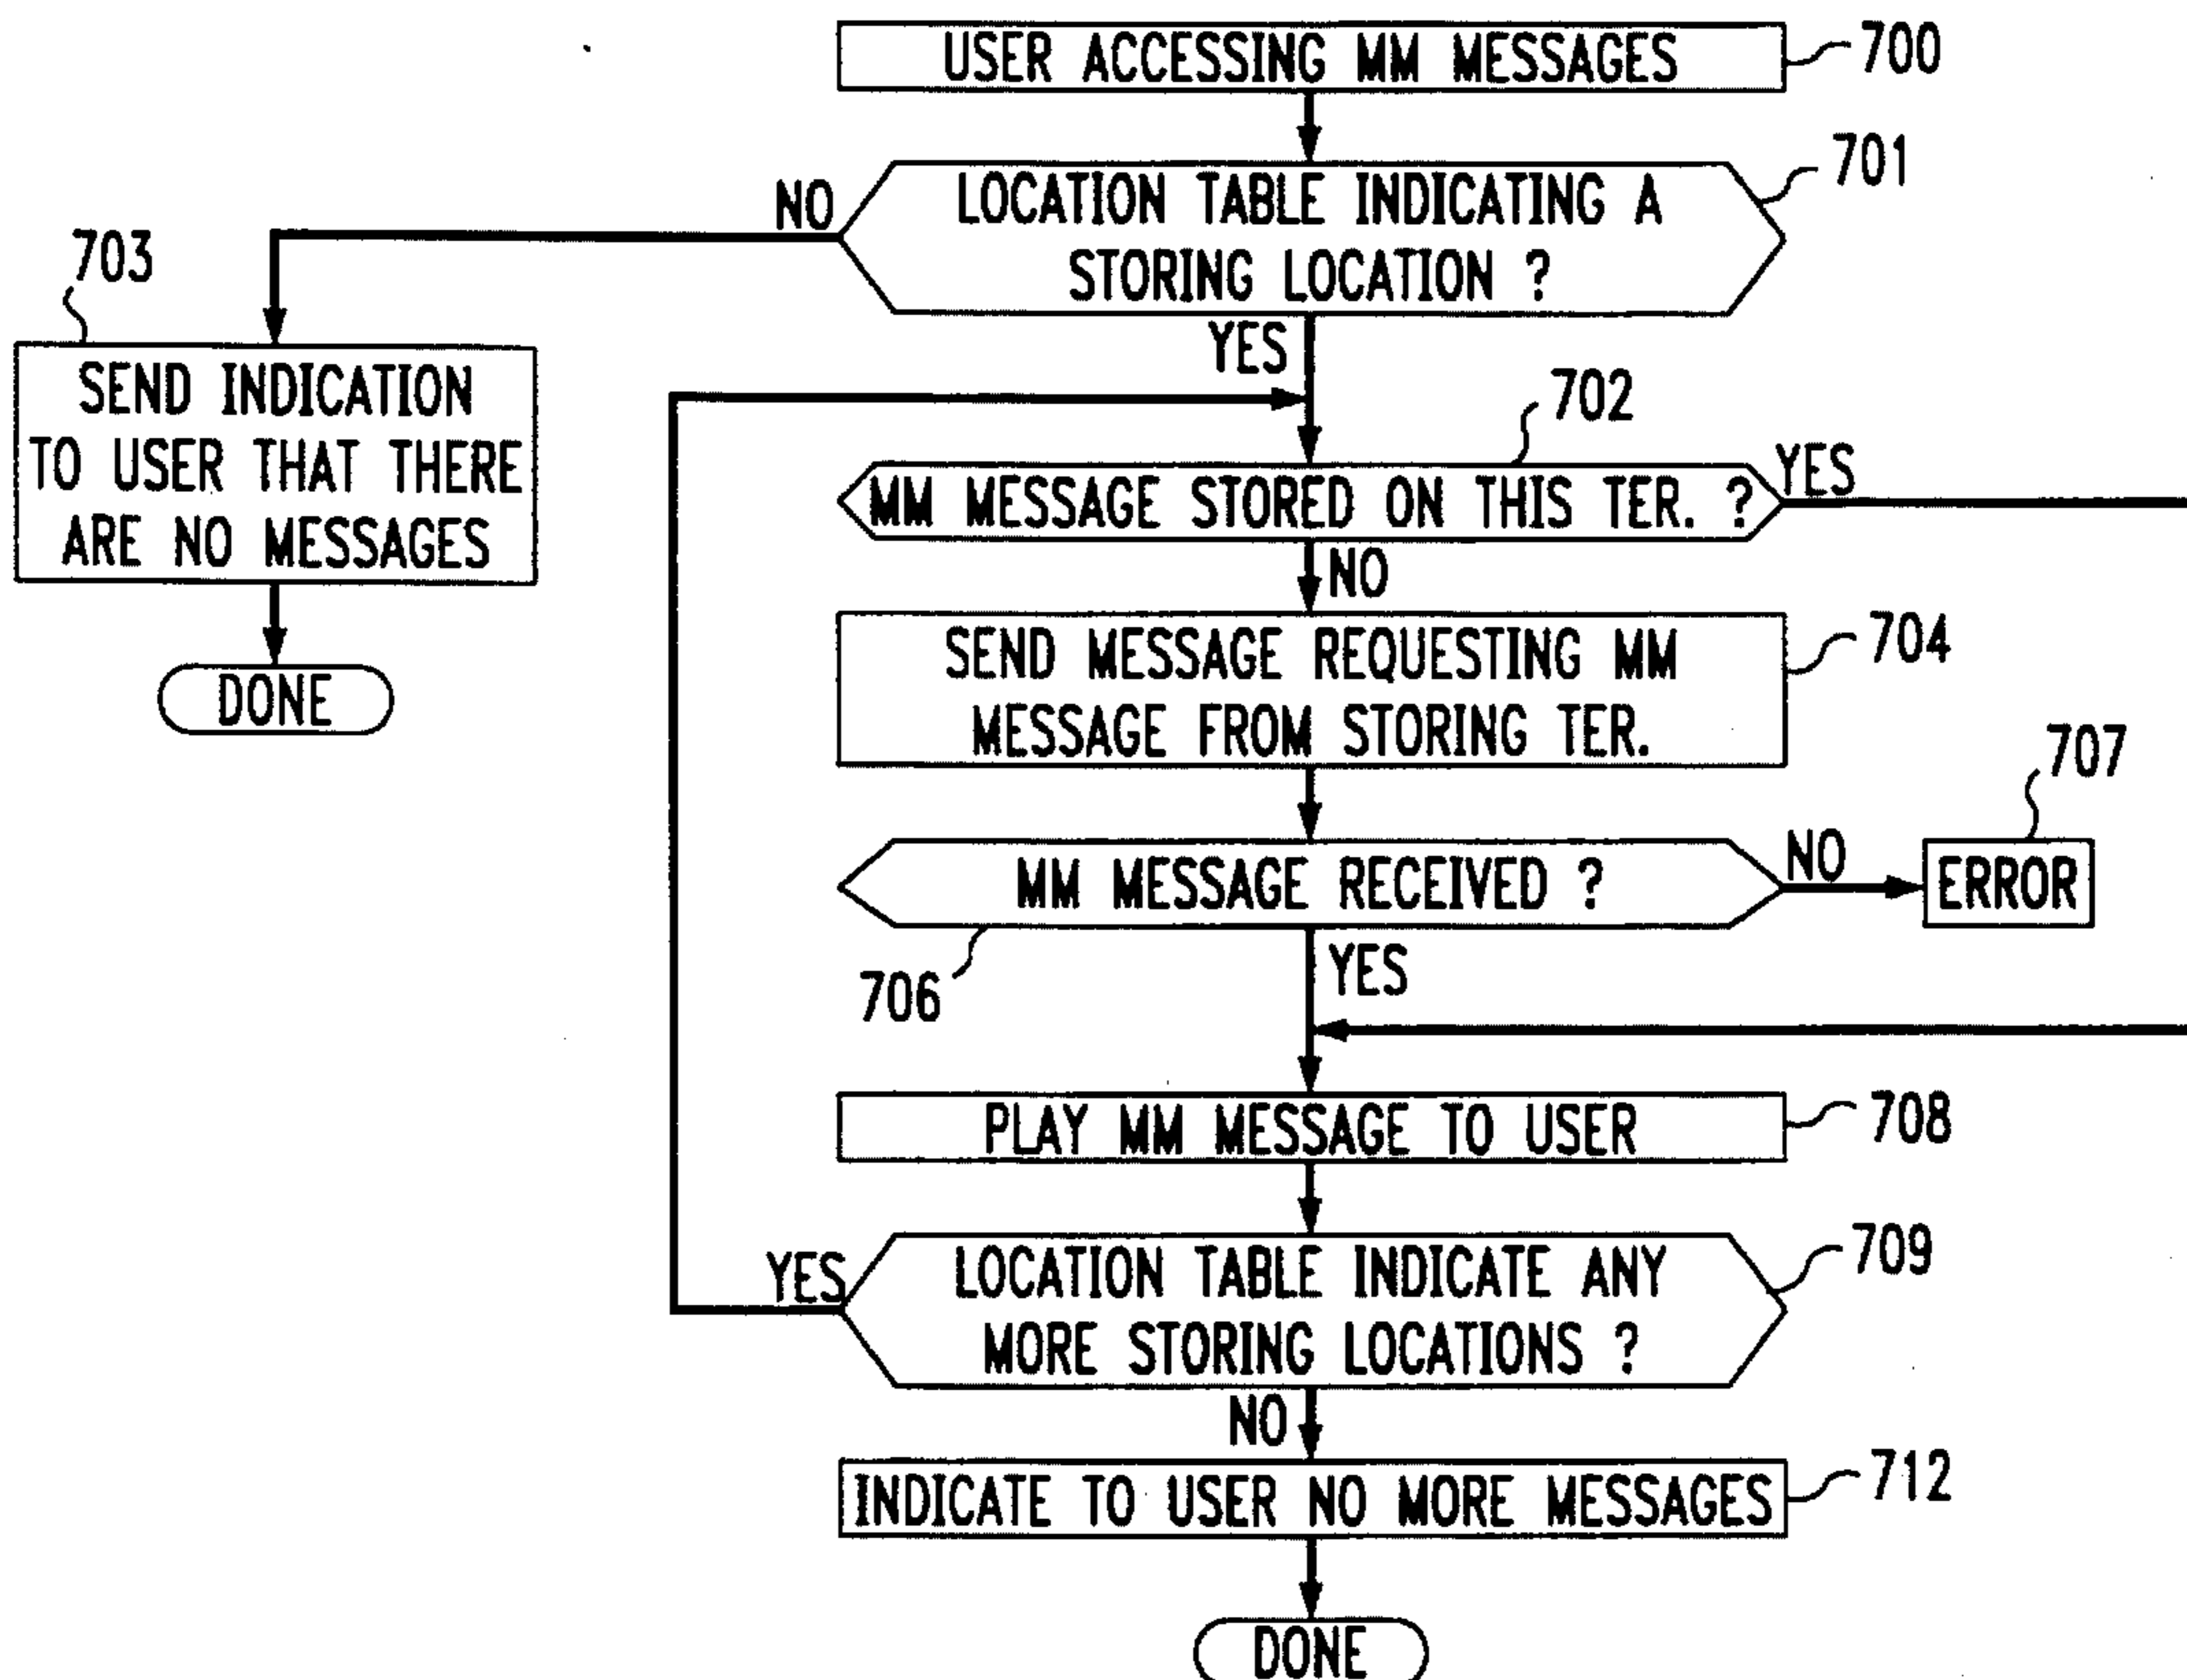 USER ACCESSING MM MESSAGES
700
LOCATION TABLE INDICATING A
STORING LOCATION ?
701
NO
703
SEND INDICATION
TO USER THAT THERE
ARE NO MESSAGES
DONE
YES
702
MM MESSAGE STORED ON THIS TER. ?
YES
NO
SEND MESSAGE REQUESTING MM
MESSAGE FROM STORING TER.
704
MM MESSAGE RECEIVED ?
706
NO
707
ERROR
YES
PLAY MM MESSAGE TO USER
708
LOCATION TABLE INDICATE ANY
MORE STORING LOCATIONS ?
709
YES
NO
INDICATE TO USER NO MORE MESSAGES
712
DONE